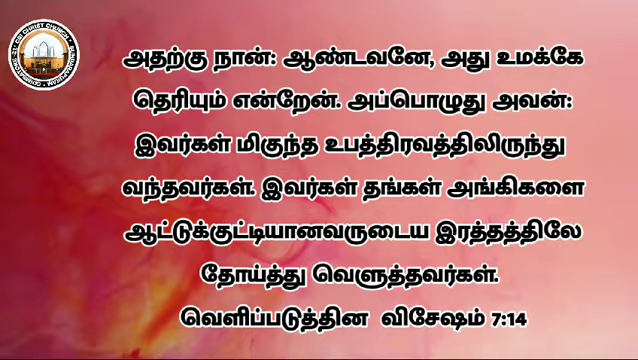 அதற்கு நான்: ஆண்டவனே, அது உமக்கே
தெரியும் என்றேன். அப்பொழுது அவன்:
இவர்கள் மிகுந்த உபத்திரவத்திலிருந்து
வந்தவர்கள். இவர்கள் தங்கள் அங்கிகளை
ஆட்டுக்குட்டியானவருடைய இரத்தத்திலே
தோய்த்து வெளுத்தவர்கள்.
வெளிப்படுத்தின விசேஷம் 7:14